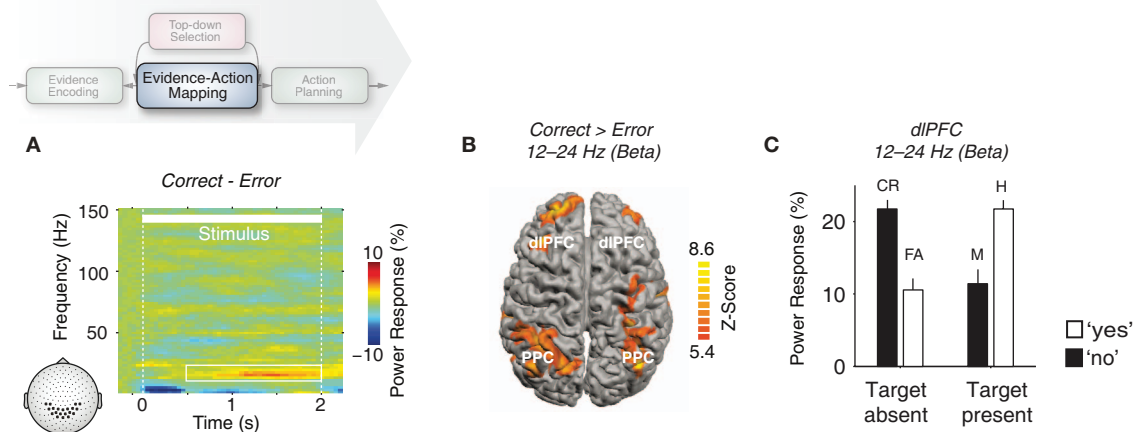 Top-down
Selection
Evidence
Encoding
Evidence-Action
Mapping
Action
Planning
A
Correct - Error
150
100
50
Frequency (Hz)
Stimulus
0
1
2
Time (s)
10
−10
Power Response (%)
B
Correct > Error
12–24 Hz (Beta)
dlPFC
dlPFC
PPC
PPC
8.6
5.4
Z-Score
C
dlPFC
12–24 Hz (Beta)
Power Response (%)
20
10
0
CR
FA
M
H
Target
absent
Target
present
'yes'
'no'